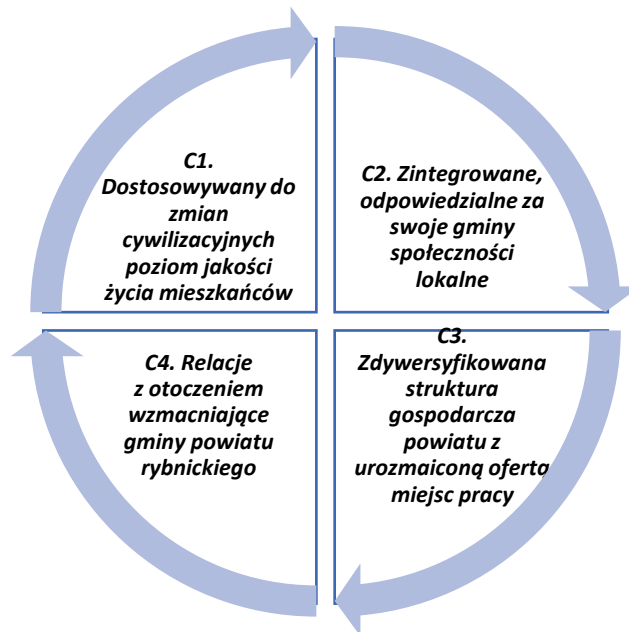 C1.
Dostosowywany do
zmian
cywilizacyjnych
poziom jakości
życia mieszkańców
C2. Zintegrowane,
odpowiedzialne za
swoje gminy
społeczności
lokalne
C3.
Zdywersyfikowana
struktura
gospodarcza
powiatu z
urozmaiconą ofertą
miejsc pracy
C4. Relacje
z otoczeniem
wzmacniające
gminy powiatu
rybnickiego